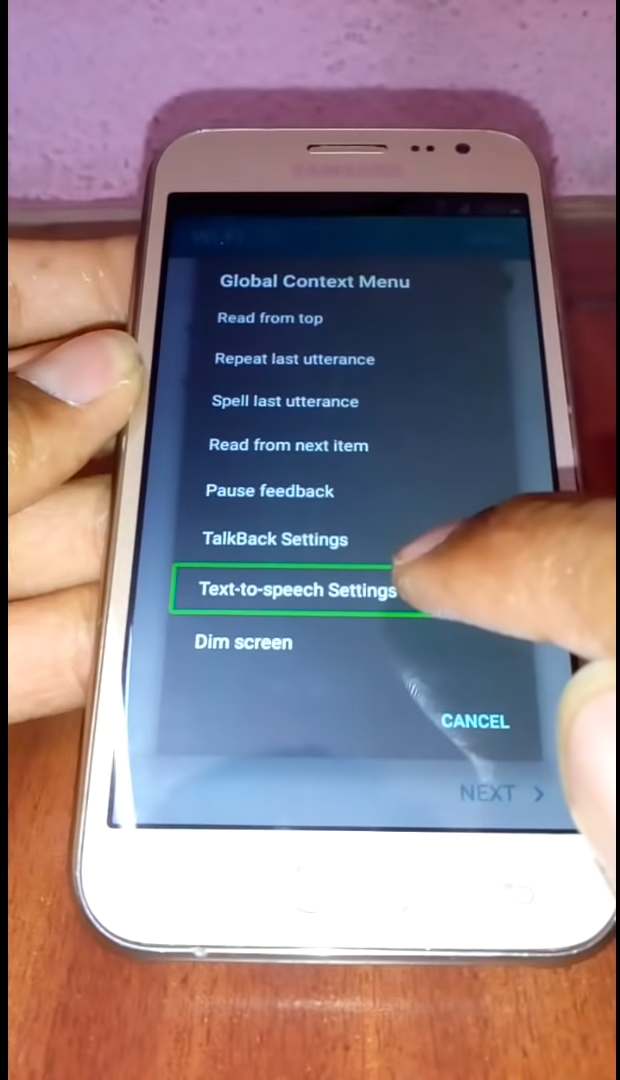 SAMSUNG
Global Context Menu
Read from top
Repeat last utterance
Spell last utterance
Read from next item
Pause feedback
TalkBack Settings
Text-to-speech Settings
Dim screen
CANCEL
NEXT